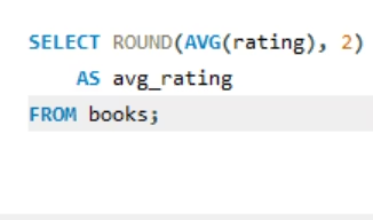 SELECT ROUND(AVG(rating), 2)
    AS avg_rating
FROM books;